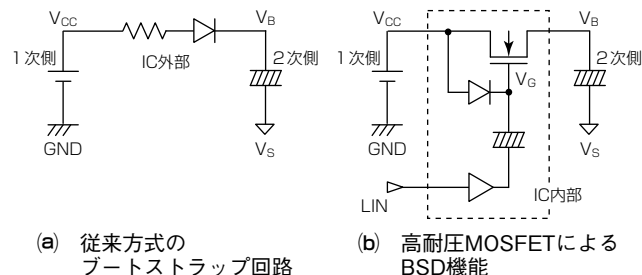 VCC
VB
1次側
IC外部
2次側
GND
VS
(a) 従来方式の
ブートストラップ回路
VCC
VB
1次側
VG
2次側
GND
VS
LIN
IC内部
(b) 高耐圧MOSFETによる
BSD機能